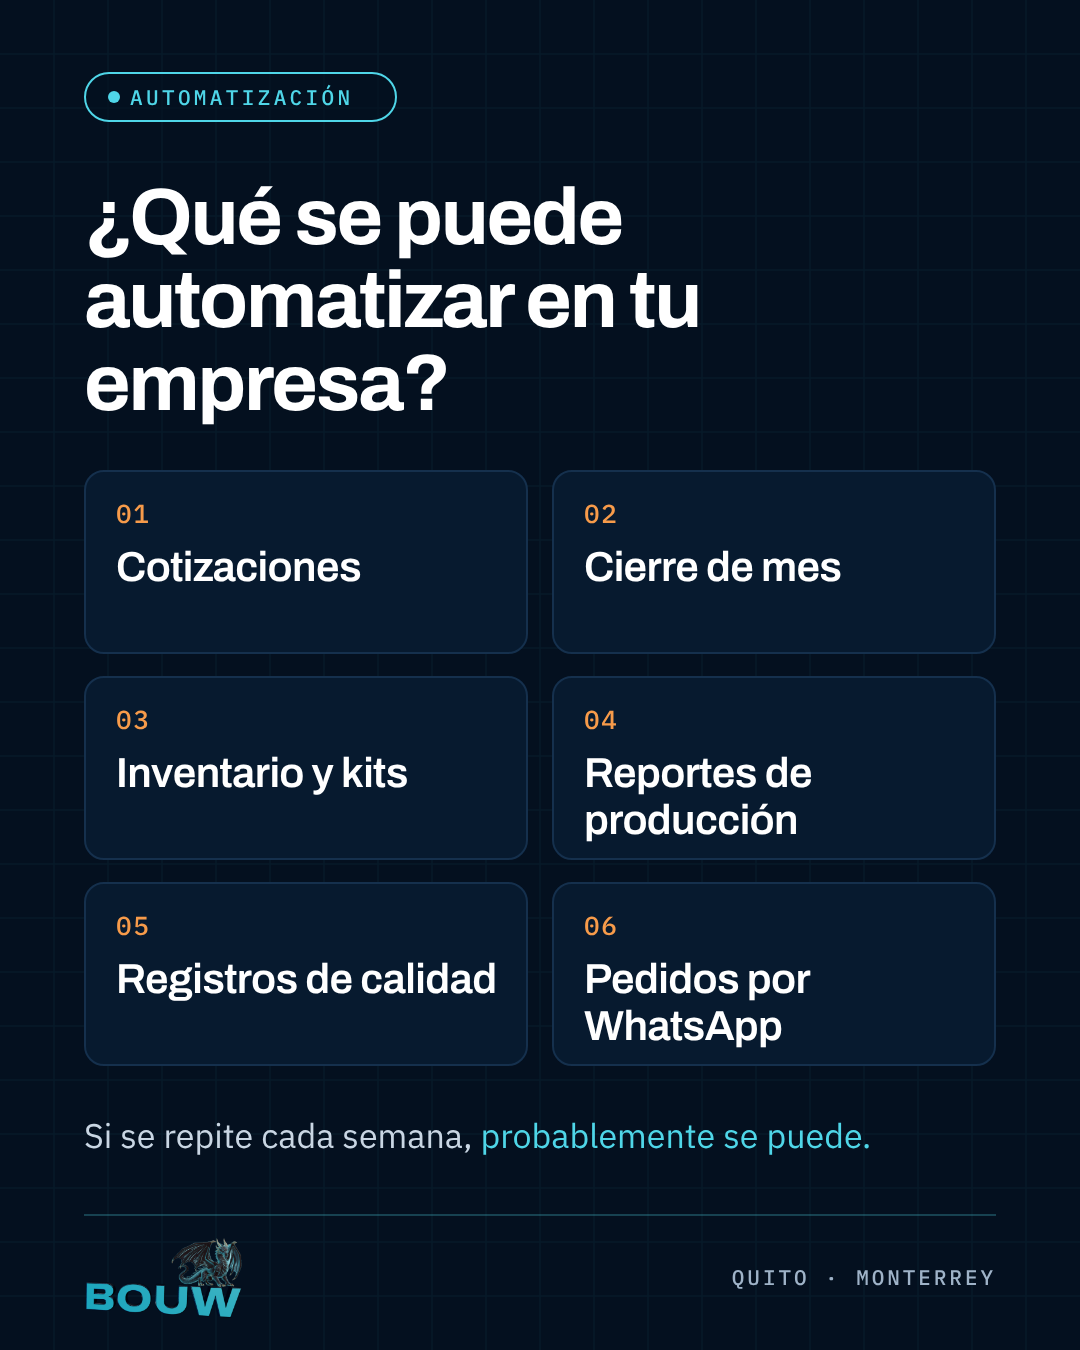 AUTOMATIZACIÓN
¿Qué se puede
automatizar en tu
empresa?
01
Cotizaciones
02
Cierre de mes
03
Inventario y kits
04
Reportes de
producción
05
Registros de calidad
06
Pedidos por
WhatsApp
Si se repite cada semana, probablemente se puede.
BOUW
QUITO · MONTERREY